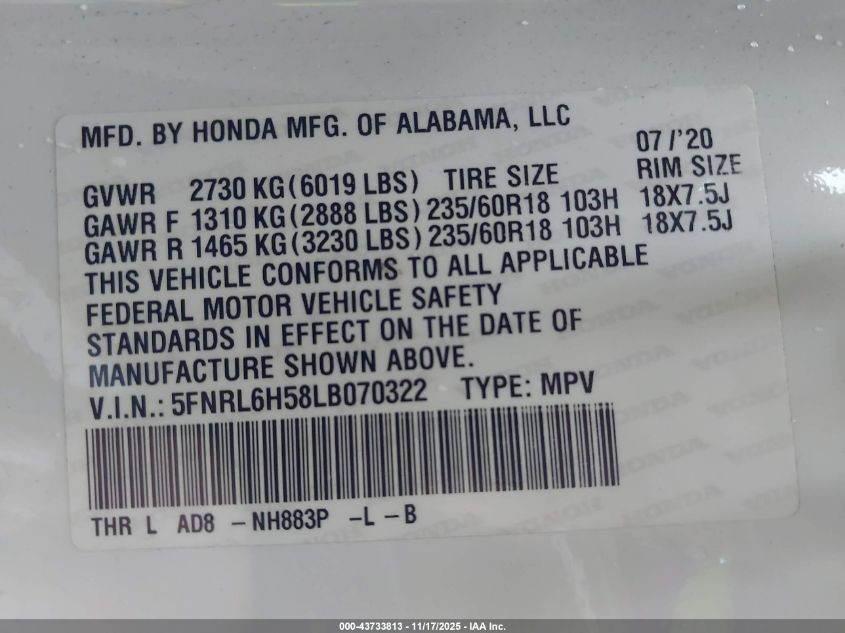 MFD. BY HONDA MFG. OF ALABAMA, LLC
07/'20
GVWR 2730 KG (6019 LBS) TIRE SIZE RIM SIZE
GAWR F 1310 KG (2888 LBS) 235/60R18 103H 18X7.5J
GAWR R 1465 KG (3230 LBS) 235/60R18 103H 18X7.5J
THIS VEHICLE CONFORMS TO ALL APPLICABLE
FEDERAL MOTOR VEHICLE SAFETY
STANDARDS IN EFFECT ON THE DATE OF
MANUFACTURE SHOWN ABOVE.
V.I.N.: 5FNRL6H58LB070322 TYPE: MPV
THR L AD8 -NH883P -L -B
000-43733813 - 11/17/2025 - IAA Inc.